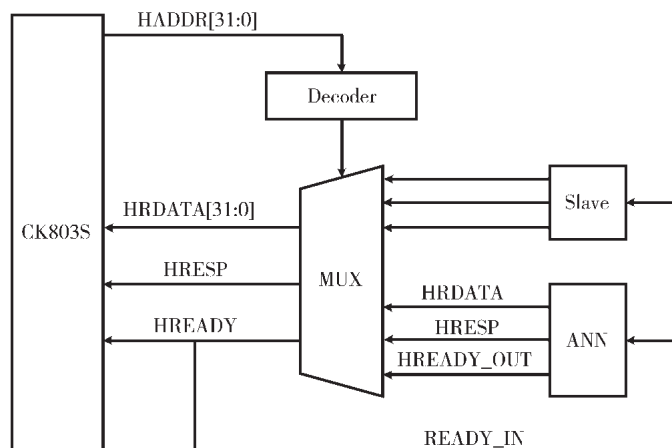 HADDR[31:0]
Decoder
HRDATA[31:0]
Slave
CK803S
HRESP
MUX
HRDATA
HREADY
HRESP
ANN
HREADY_OUT
READY_IN